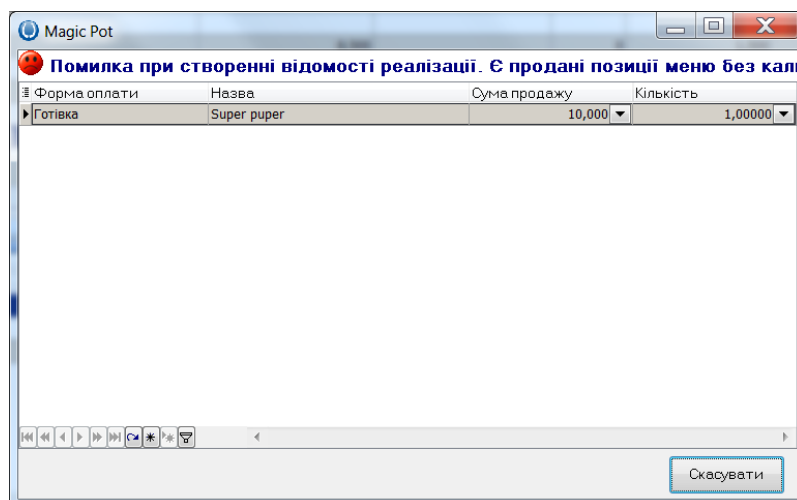 Magic Pot
Помилка при створенні відомості реалізації. Є продані позиції меню без
Форма оплати Назва Сума продажу Кількість
Готівка Super puper 10,000 1,00000
Скасувати